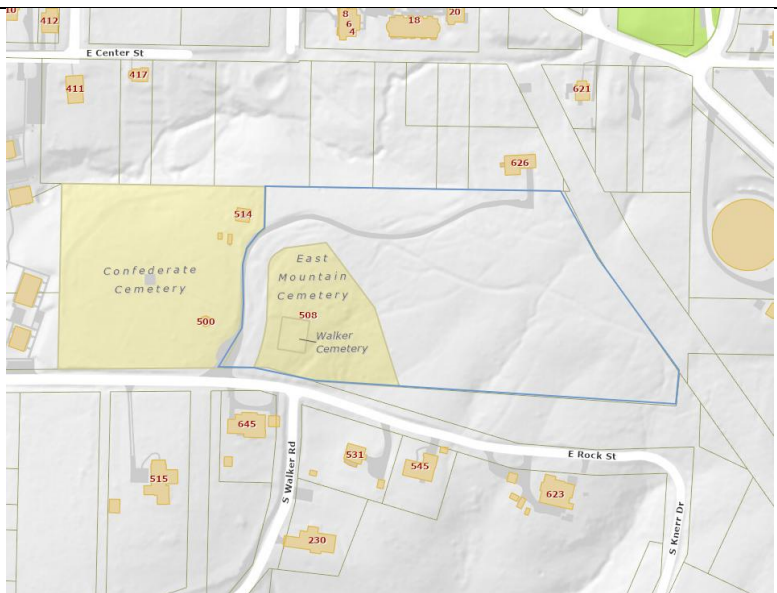 10
412
8
6
4
18
20
E Center St
411
417
621
626
514
Confederate
Cemetery
East
Mountain
Cemetery
500
508
Walker
Cemetery
645
531
545
E Rock St
515
S Walker Rd
623
230
S Knerr Dr